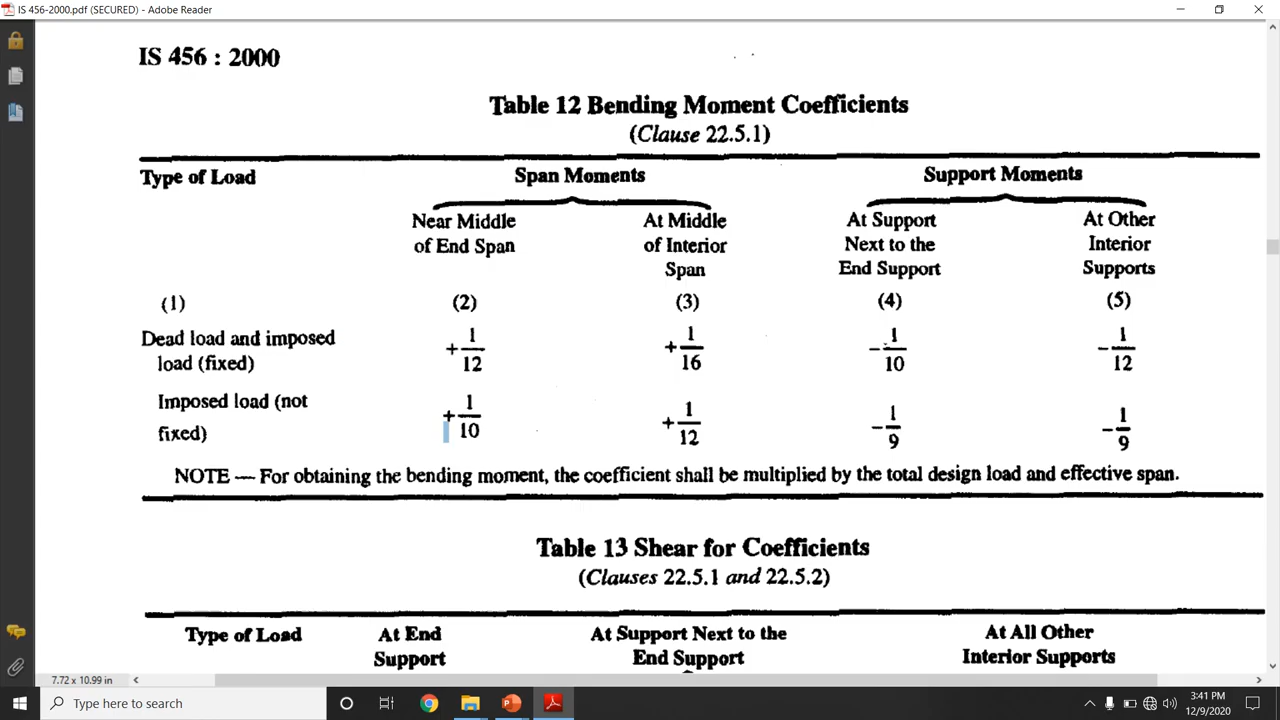 IS 456-2000.pdf (SECURED) - Adobe Reader
IS 456 : 2000
Table 12 Bending Moment Coefficients
(Clause 22.5.1)
Type of Load Span Moments Support Moments
Near Middle of End Span At Middle of Interior Span At Support Next to the End Support At Other Interior Supports
(1) (2) (3) (4) (5)
Dead load and imposed load (fixed) +1/12 +1/16 -1/10 -1/12
Imposed load (not fixed) +1/10 +1/12 -1/9 -1/9
NOTE — For obtaining the bending moment, the coefficient shall be multiplied by the total design load and effective span.
Table 13 Shear for Coefficients
(Clauses 22.5.1 and 22.5.2)
Type of Load At End Support At Support Next to the End Support At All Other Interior Supports
7.72 x 10.99 in
Type here to search
3:41 PM
12/9/2020